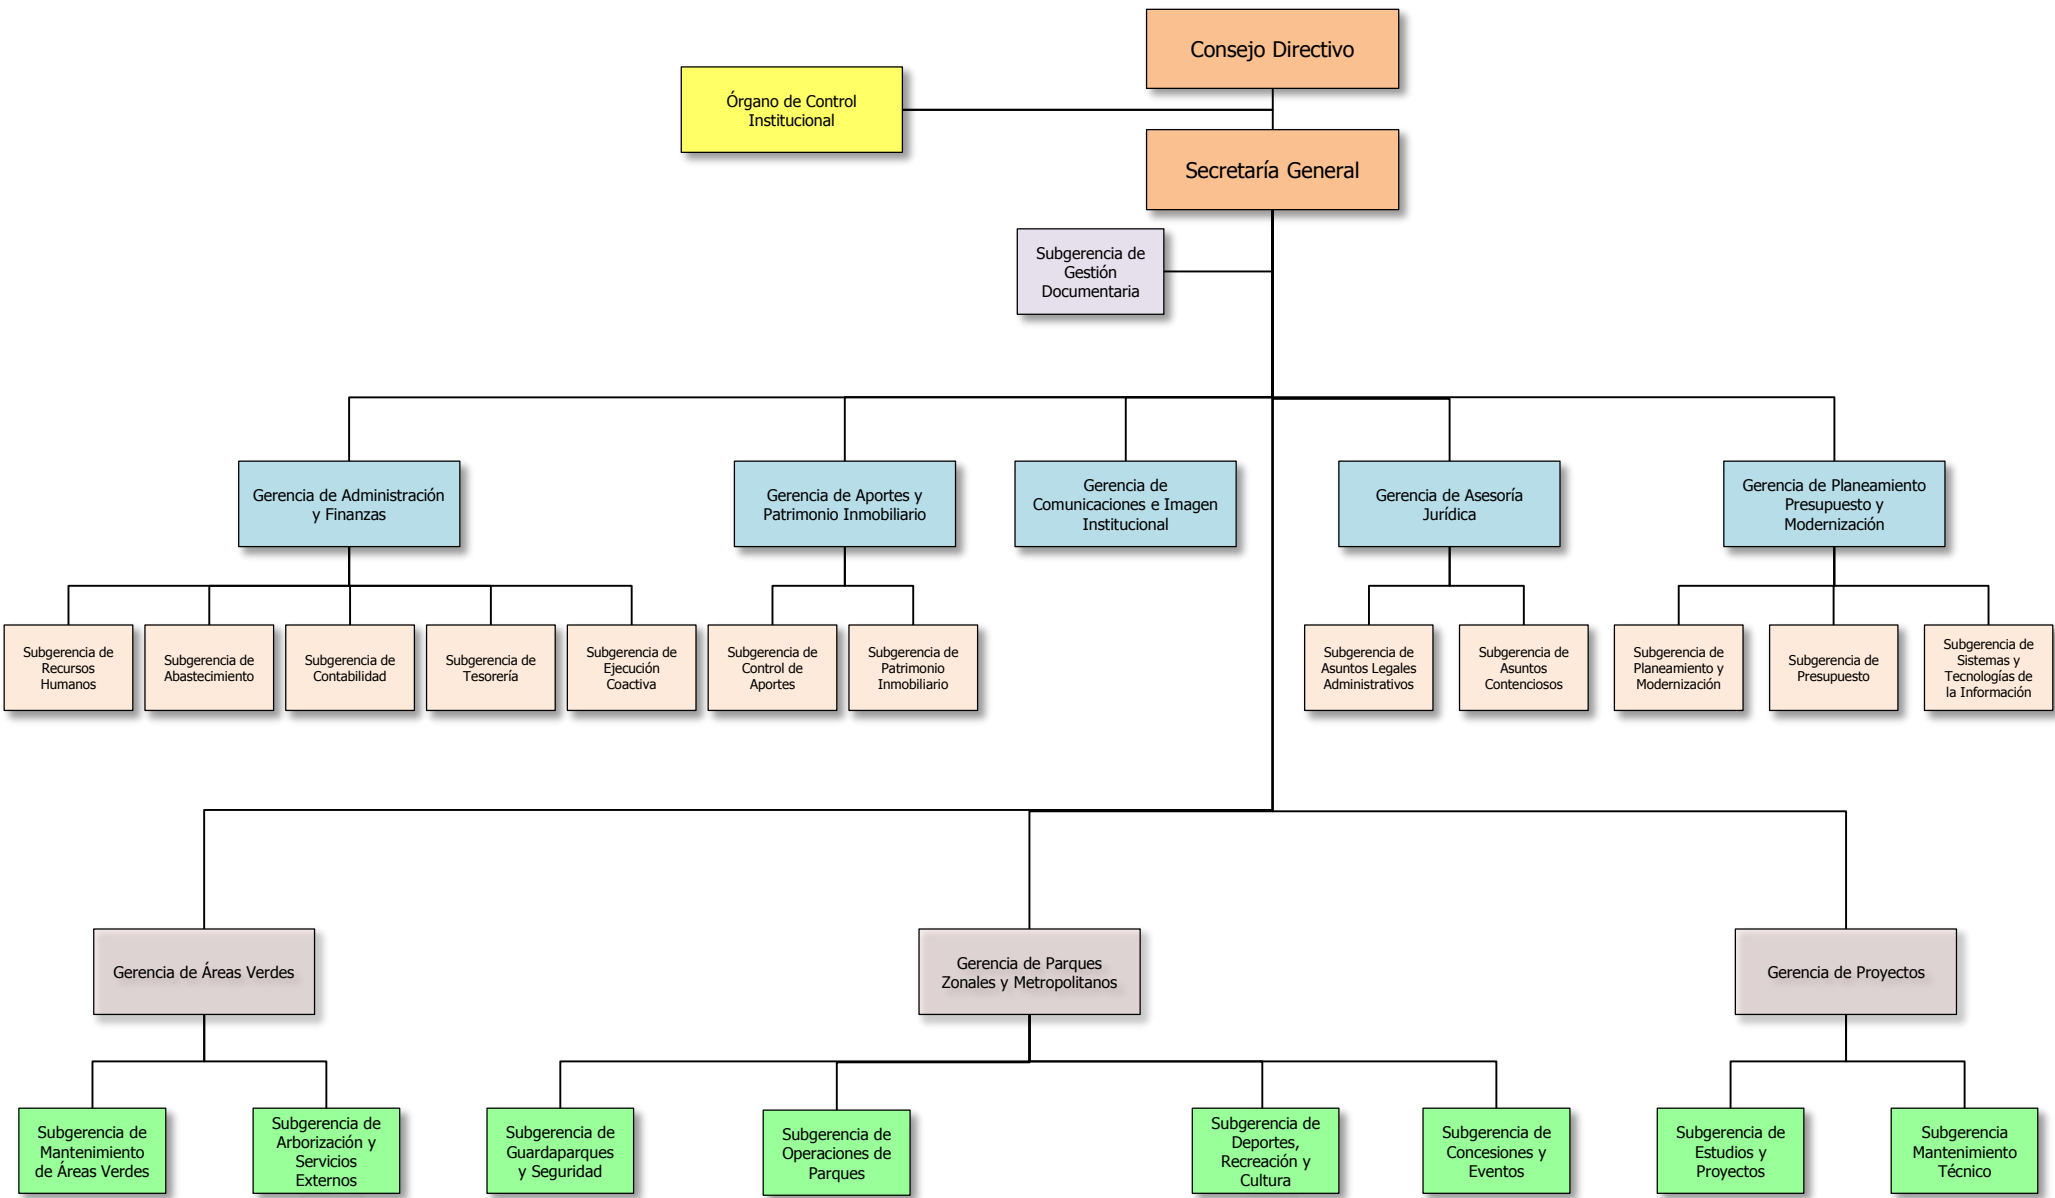 Consejo Directivo
Órgano de Control
Institucional
Secretaría General
Subgerencia de
Gestión
Documentaria
Gerencia de Administración
y Finanzas
Gerencia de Aportes y
Patrimonio Inmobiliario
Gerencia de
Comunicaciones e Imagen
Institucional
Gerencia de Asesoría
Jurídica
Gerencia de Planeamiento
Presupuesto y
Modernización
Subgerencia de
Recursos
Humanos
Subgerencia de
Abastecimiento
Subgerencia de
Contabilidad
Subgerencia de
Tesorería
Subgerencia de
Ejecución
Coactiva
Subgerencia de
Control de
Aportes
Subgerencia de
Patrimonio
Inmobiliario
Subgerencia de
Asuntos Legales
Administrativos
Subgerencia de
Asuntos
Contenciosos
Subgerencia de
Planeamiento y
Modernización
Subgerencia de
Presupuesto
Subgerencia de
Sistemas y
Tecnologías de
la Información
Gerencia de Áreas Verdes
Gerencia de Parques
Zonales y Metropolitanos
Gerencia de Proyectos
Subgerencia de
Mantenimiento
de Áreas Verdes
Subgerencia de
Arborización y
Servicios
Externos
Subgerencia de
Guardaparques
y Seguridad
Subgerencia de
Operaciones de
Parques
Subgerencia de
Deportes,
Recreación y
Cultura
Subgerencia de
Concesiones y
Eventos
Subgerencia de
Estudios y
Proyectos
Subgerencia
Mantenimiento
Técnico